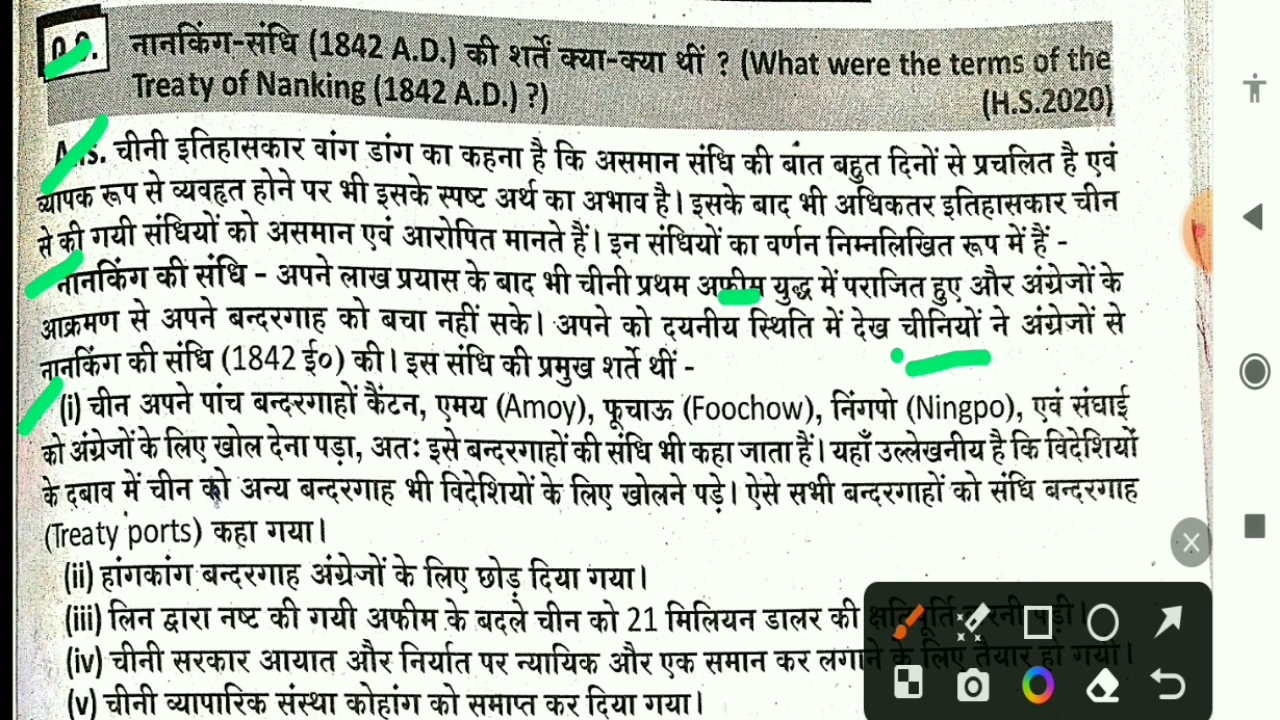 नानकिंग-संधि (1842 A.D.) की शर्तें क्या-क्या थीं ? (What were the terms of the
Treaty of Nanking (1842 A.D.) ?) (H.S.2020)
Ans. चीनी इतिहासकार वांग डांग का कहना है कि असमान संधि की बात बहुत दिनों से प्रचलित है एवं
व्यापक रूप से व्यवहृत होने पर भी इसके स्पष्ट अर्थ का अभाव है। इसके बाद भी अधिकतर इतिहासकार चीन
से की गयी संधियों को असमान एवं आरोपित मानते हैं। इन संधियों का वर्णन निम्नलिखित रूप में हैं -
नानकिंग की संधि - अपने लाख प्रयास के बाद भी चीनी प्रथम अफीम युद्ध में पराजित हुए और अंग्रेजों के
आक्रमण से अपने बन्दरगाह को बचा नहीं सके। अपने को दयनीय स्थिति में देख चीनियों ने अंग्रेजों से
नानकिंग की संधि (1842 ई०) की। इस संधि की प्रमुख शर्ते थीं -
(i) चीन अपने पांच बन्दरगाहों कैंटन, एमय (Amoy), फूचाऊ (Foochow), निंगपो (Ningpo), एवं संघाई
को अंग्रेजों के लिए खोल देना पड़ा, अतः इसे बन्दरगाहों की संधि भी कहा जाता हैं। यहाँ उल्लेखनीय है कि विदेशियों
के दबाव में चीन को अन्य बन्दरगाह भी विदेशियों के लिए खोलने पड़े। ऐसे सभी बन्दरगाहों को संधि बन्दरगाह
(Treaty ports) कहा गया।
(ii) हांगकांग बन्दरगाह अंग्रेजों के लिए छोड़ दिया गया।
(iii) लिन द्वारा नष्ट की गयी अफीम के बदले चीन को 21 मिलियन डालर की क्षतिपूर्ति करनी पड़ी।
(iv) चीनी सरकार आयात और निर्यात पर न्यायिक और एक समान कर लगाने के लिए तैयार हो गयी।
(v) चीनी व्यापारिक संस्था कोहांग को समाप्त कर दिया गया।